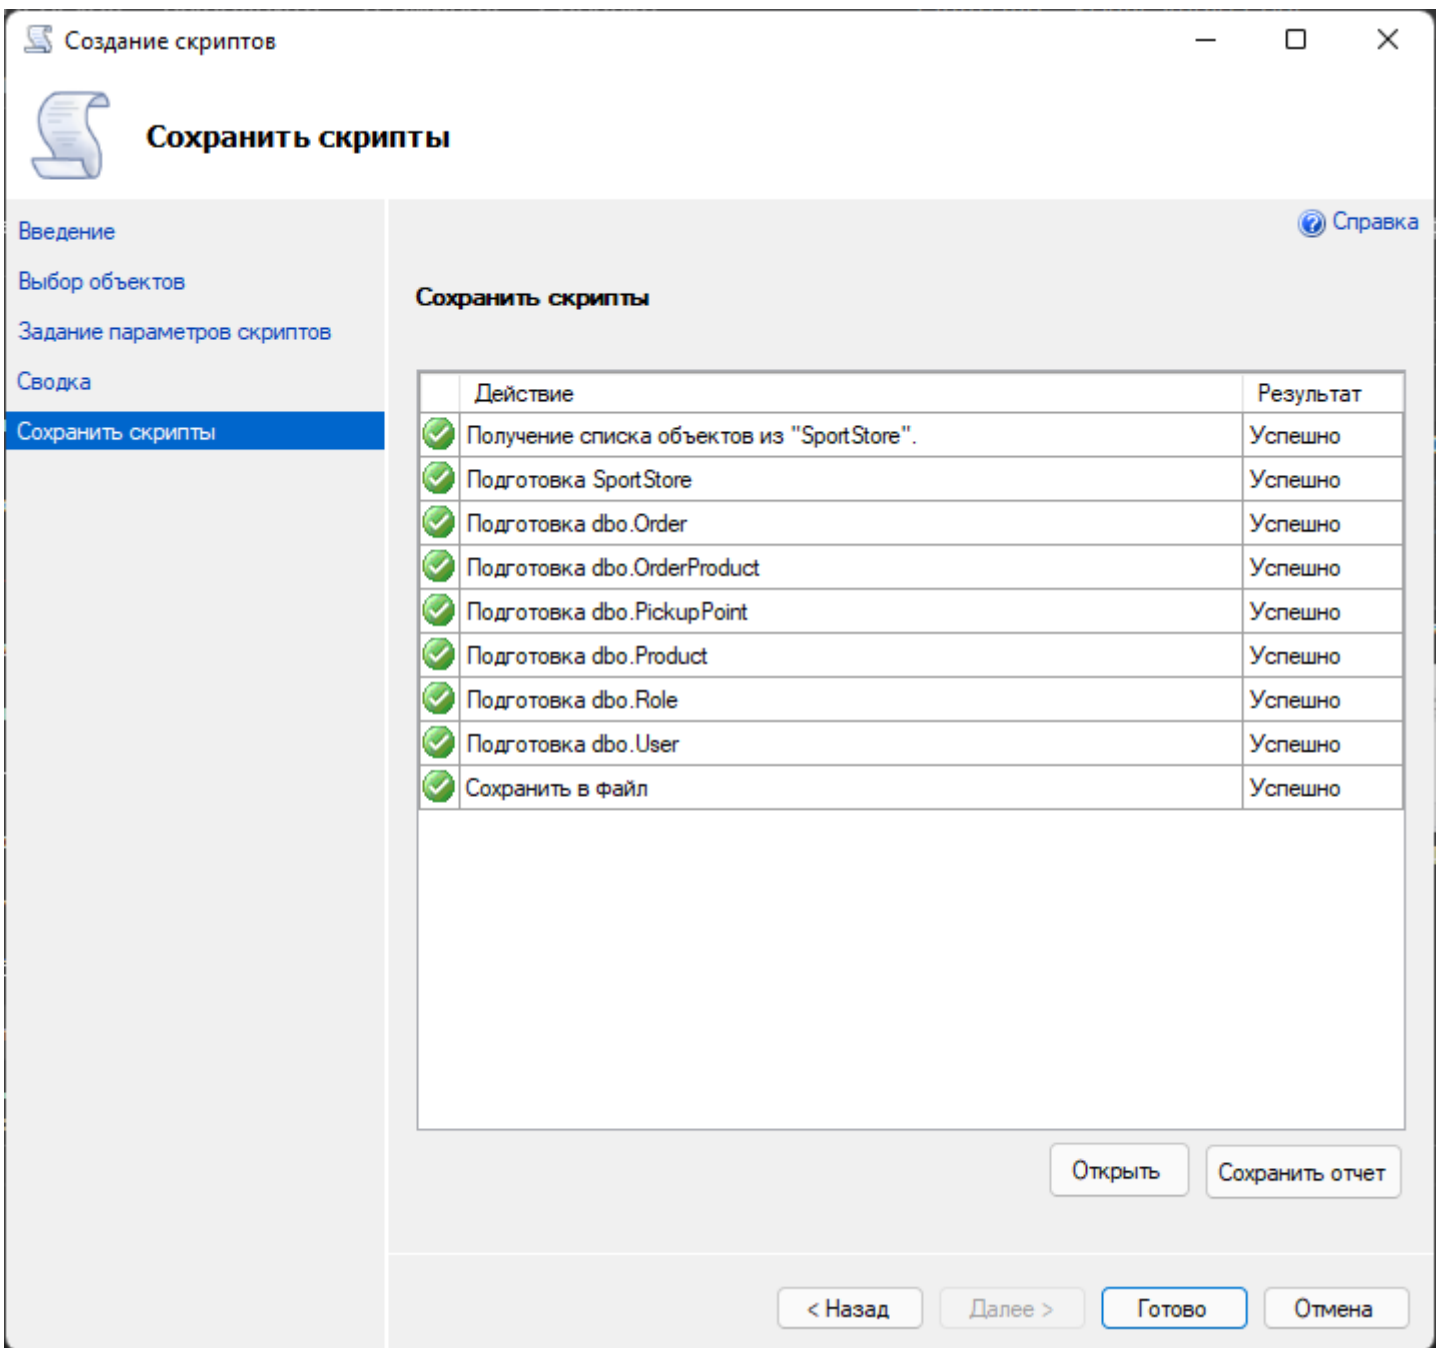 Создание скриптов
Сохранить скрипты
Введение
Выбор объектов
Задание параметров скриптов
Сводка
Сохранить скрипты
Справка
Сохранить скрипты
Действие Результат
Получение списка объектов из "SportStore". Успешно
Подготовка SportStore Успешно
Подготовка dbo.Order Успешно
Подготовка dbo.OrderProduct Успешно
Подготовка dbo.PickupPoint Успешно
Подготовка dbo.Product Успешно
Подготовка dbo.Role Успешно
Подготовка dbo.User Успешно
Сохранить в файл Успешно
Открыть Сохранить отчет
< Назад Далее > Готово Отмена